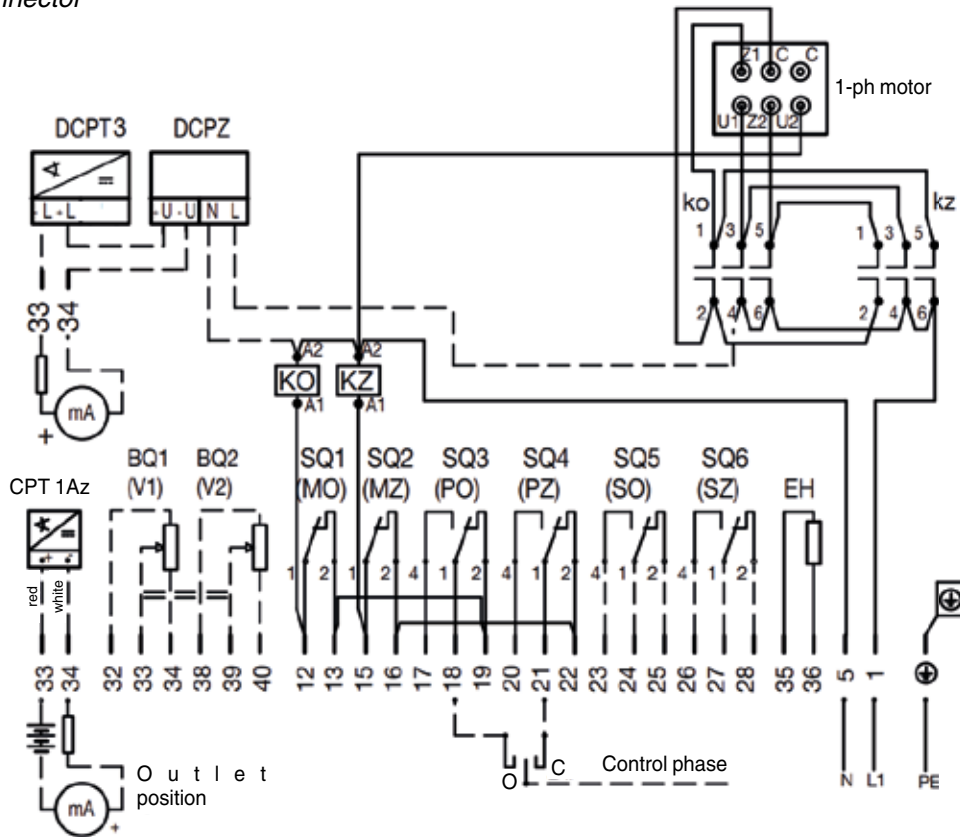 nector
Z1 C C
1-ph motor
U1 Z2 U2
DCPT3 DCPZ
- L + L - U - U N L
ko kz
1 3 5 1 3 5
2 4 6 2 4 6
33 34
A2 A2
KO KZ
A1 A1
mA
+
CPT 1Az
BQ1 BQ2 SQ1 SQ2 SQ3 SQ4 SQ5 SQ6
(V1) (V2) (MO) (MZ) (PO) (PZ) (SO) (SZ) EH
+ -
red white
1 2 1 2 4 1 2 4 1 2 4 1 2 4 1 2
33 34 32 33 34 38 39 40 12 13 15 16 17 18 19 20 21 22 23 24 25 26 27 28 35 36 5 1
O C Control phase
N L1 PE
Outlet
position
mA
+